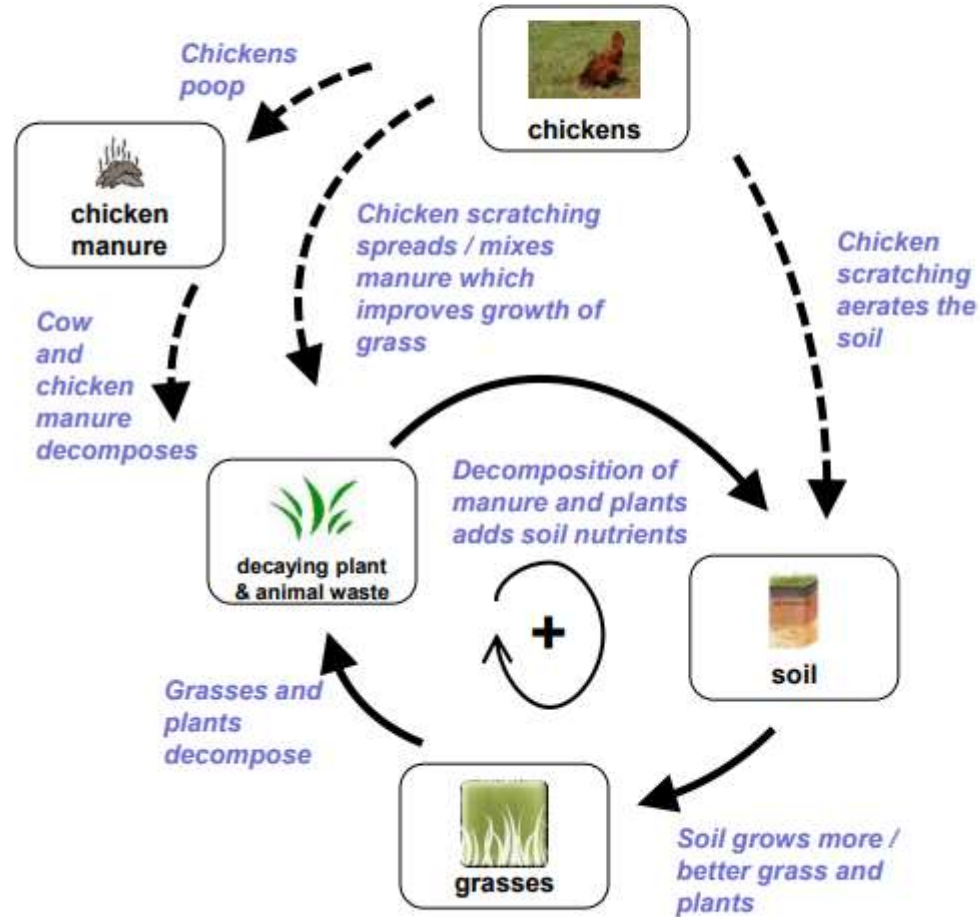 Chickens
poop
chickens
chicken
manure
Chicken scratching
spreads / mixes
manure which
improves growth of
grass
Chicken
scratching
aerates the
soil
Cow
and
chicken
manure
decomposes
Decomposition of
manure and plants
adds soil nutrients
decaying plant
& animal waste
+
soil
Grasses and
plants
decompose
grasses
Soil grows more /
better grass and
plants